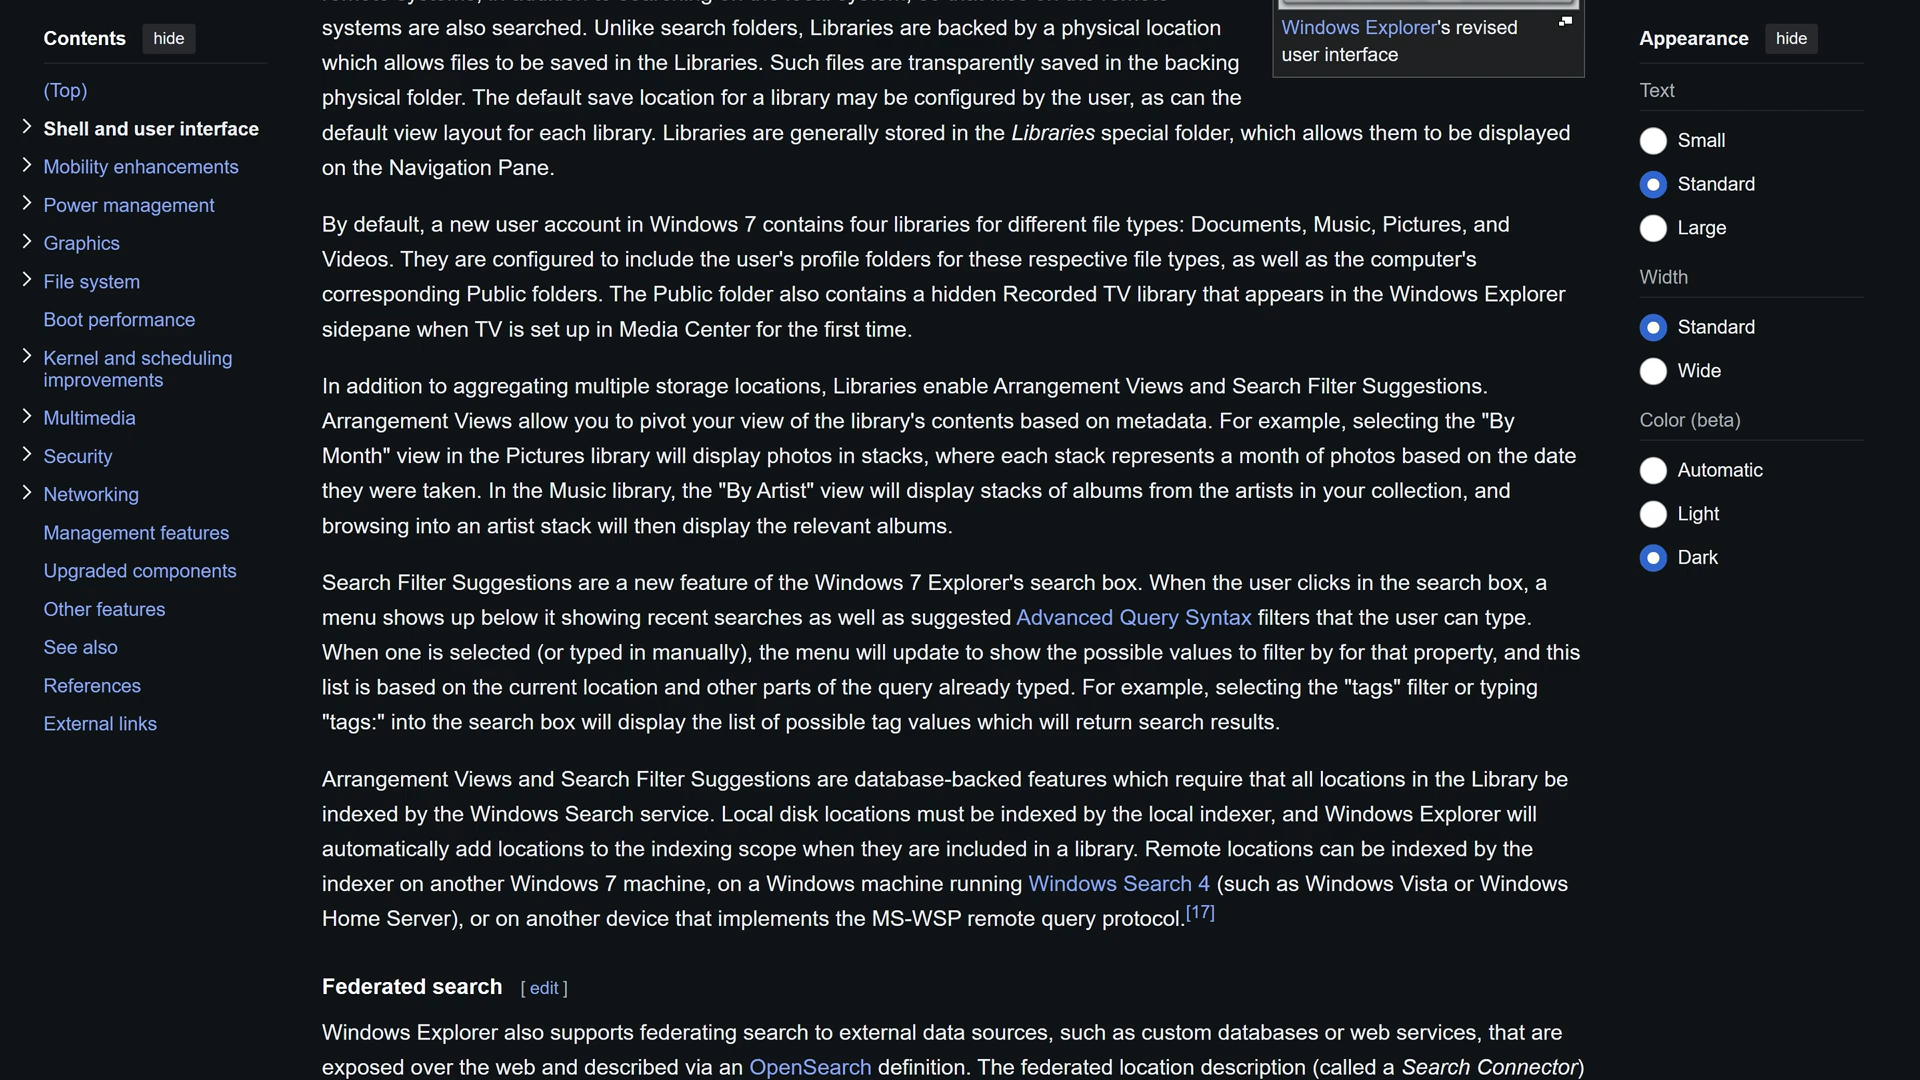 Contents hide
(Top)
Shell and user interface
Mobility enhancements
Power management
Graphics
File system
Boot performance
Kernel and scheduling
improvements
Multimedia
Security
Networking
Management features
Upgraded components
Other features
See also
References
External links
systems are also searched. Unlike search folders, Libraries are backed by a physical location
which allows files to be saved in the Libraries. Such files are transparently saved in the backing
physical folder. The default save location for a library may be configured by the user, as can the
default view layout for each library. Libraries are generally stored in the Libraries special folder, which allows them to be displayed
on the Navigation Pane.
Windows Explorer's revised
user interface
By default, a new user account in Windows 7 contains four libraries for different file types: Documents, Music, Pictures, and
Videos. They are configured to include the user's profile folders for these respective file types, as well as the computer's
corresponding Public folders. The Public folder also contains a hidden Recorded TV library that appears in the Windows Explorer
sidepane when TV is set up in Media Center for the first time.
In addition to aggregating multiple storage locations, Libraries enable Arrangement Views and Search Filter Suggestions.
Arrangement Views allow you to pivot your view of the library's contents based on metadata. For example, selecting the "By
Month" view in the Pictures library will display photos in stacks, where each stack represents a month of photos based on the date
they were taken. In the Music library, the "By Artist" view will display stacks of albums from the artists in your collection, and
browsing into an artist stack will then display the relevant albums.
Search Filter Suggestions are a new feature of the Windows 7 Explorer's search box. When the user clicks in the search box, a
menu shows up below it showing recent searches as well as suggested Advanced Query Syntax filters that the user can type.
When one is selected (or typed in manually), the menu will update to show the possible values to filter by for that property, and this
list is based on the current location and other parts of the query already typed. For example, selecting the "tags" filter or typing
"tags:" into the search box will display the list of possible tag values which will return search results.
Arrangement Views and Search Filter Suggestions are database-backed features which require that all locations in the Library be
indexed by the Windows Search service. Local disk locations must be indexed by the local indexer, and Windows Explorer will
automatically add locations to the indexing scope when they are included in a library. Remote locations can be indexed by the
indexer on another Windows 7 machine, on a Windows machine running Windows Search 4 (such as Windows Vista or Windows
Home Server), or on another device that implements the MS-WSP remote query protocol.[17]
Federated search [ edit ]
Windows Explorer also supports federating search to external data sources, such as custom databases or web services, that are
exposed over the web and described via an OpenSearch definition. The federated location description (called a Search Connector)
Appearance hide
Text
Small
Standard
Large
Width
Standard
Wide
Color (beta)
Automatic
Light
Dark